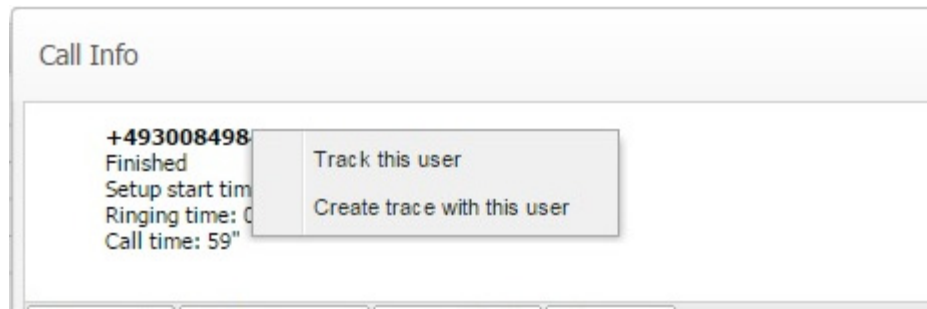 Call Info
+493008498
Finished
Setup start tim
Ringing time: 0
Call time: 59"
Track this user
Create trace with this user